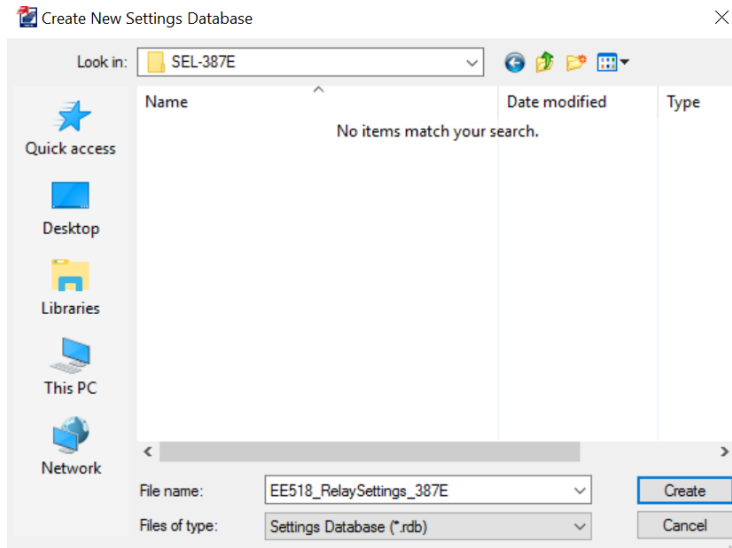 Create New Settings Database
Look in:
SEL-387E
Name
Date modified
Type
No items match your search.
Quick access
Desktop
Libraries
This PC
Network
File name:
EE518_RelaySettings_387E
Create
Files of type:
Settings Database (*.rdb)
Cancel